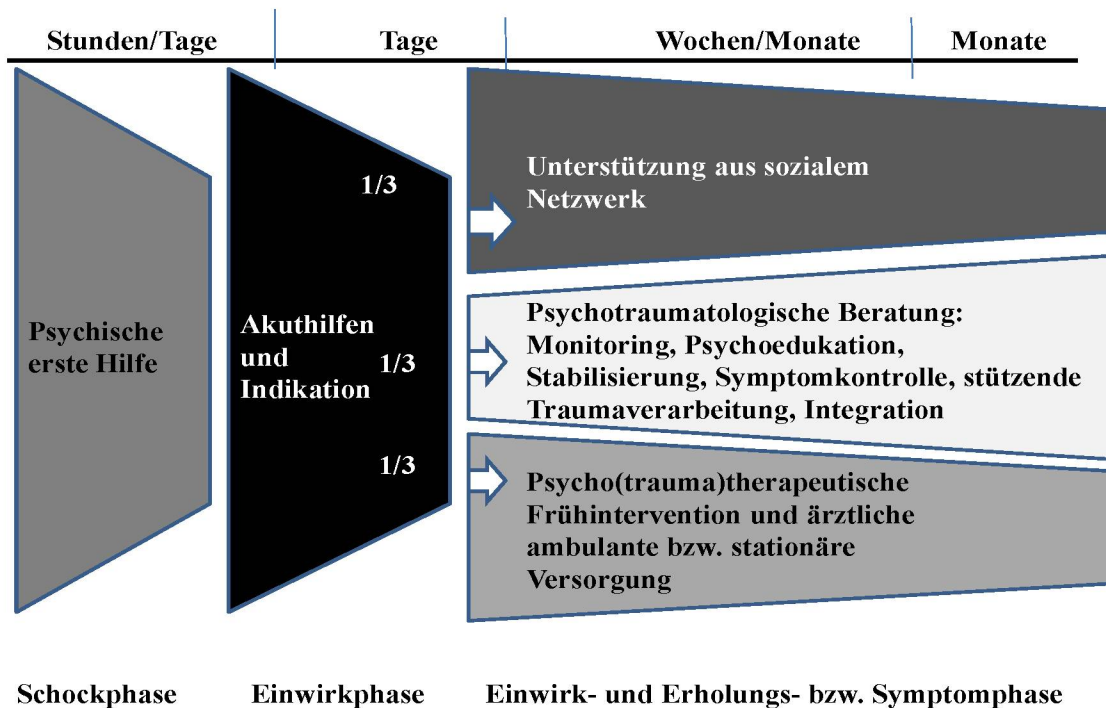 Stunden/Tage
Tage
Wochen/Monate
Monate
Psychische
erste Hilfe
Akuthilfen
und
Indikation
1/3
1/3
1/3
Unterstützung aus sozialem
Netzwerk
Psychotraumatologische Beratung:
Monitoring, Psychoedukation,
Stabilisierung, Symptomkontrolle, stützende
Traumaverarbeitung, Integration
Psycho(trauma)therapeutische
Frühintervention und ärztliche
ambulante bzw. stationäre
Versorgung
Schockphase
Einwirkphase
Einwirk- und Erholungs- bzw. Symptomphase